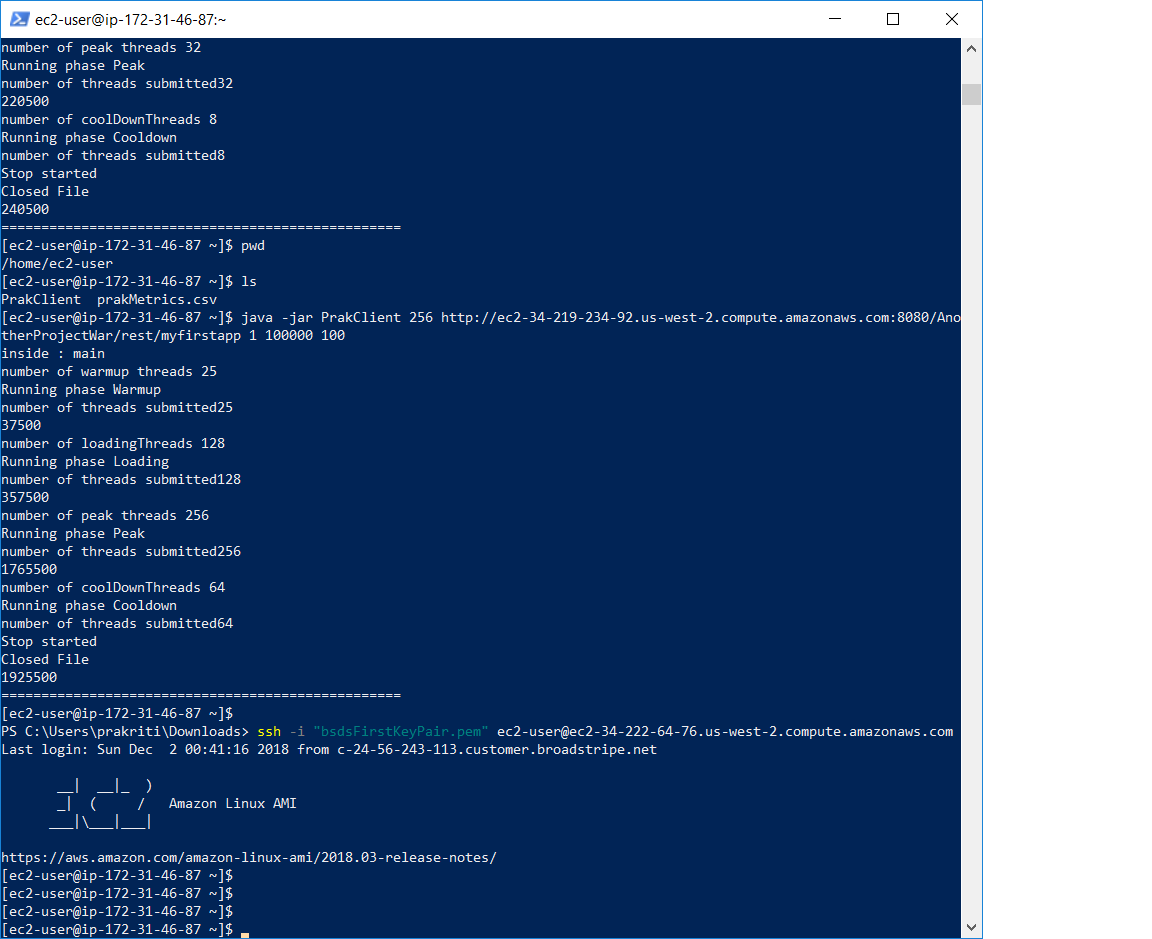 ec2-user@ip-172-31-46-87:~
number of peak threads 32
Running phase Peak
number of threads submitted32
220500
number of coolDownThreads 8
Running phase Cooldown
number of threads submitted8
Stop started
Closed File
240500
==================================================
[ec2-user@ip-172-31-46-87 ~]$ pwd
/home/ec2-user
[ec2-user@ip-172-31-46-87 ~]$ ls
PrakClient  prakMetrics.csv
[ec2-user@ip-172-31-46-87 ~]$ java -jar PrakClient 256 http://ec2-34-219-234-92.us-west-2.compute.amazonaws.com:8080/Ano
therProjectWar/rest/myfirstapp 1 100000 100
inside : main
number of warmup threads 25
Running phase Warmup
number of threads submitted25
37500
number of loadingThreads 128
Running phase Loading
number of threads submitted128
357500
number of peak threads 256
Running phase Peak
number of threads submitted256
1765500
number of coolDownThreads 64
Running phase Cooldown
number of threads submitted64
Stop started
Closed File
1925500
==================================================
[ec2-user@ip-172-31-46-87 ~]$
PS C:\Users\prakriti\Downloads> ssh -i "bsdsFirstKeyPair.pem" ec2-user@ec2-34-222-64-76.us-west-2.compute.amazonaws.com
Last login: Sun Dec  2 00:41:16 2018 from c-24-56-243-113.customer.broadstripe.net
       __|  __|_  )
       _|  (     /   Amazon Linux AMI
      ___|\___|___|
https://aws.amazon.com/amazon-linux-ami/2018.03-release-notes/
[ec2-user@ip-172-31-46-87 ~]$
[ec2-user@ip-172-31-46-87 ~]$
[ec2-user@ip-172-31-46-87 ~]$
[ec2-user@ip-172-31-46-87 ~]$